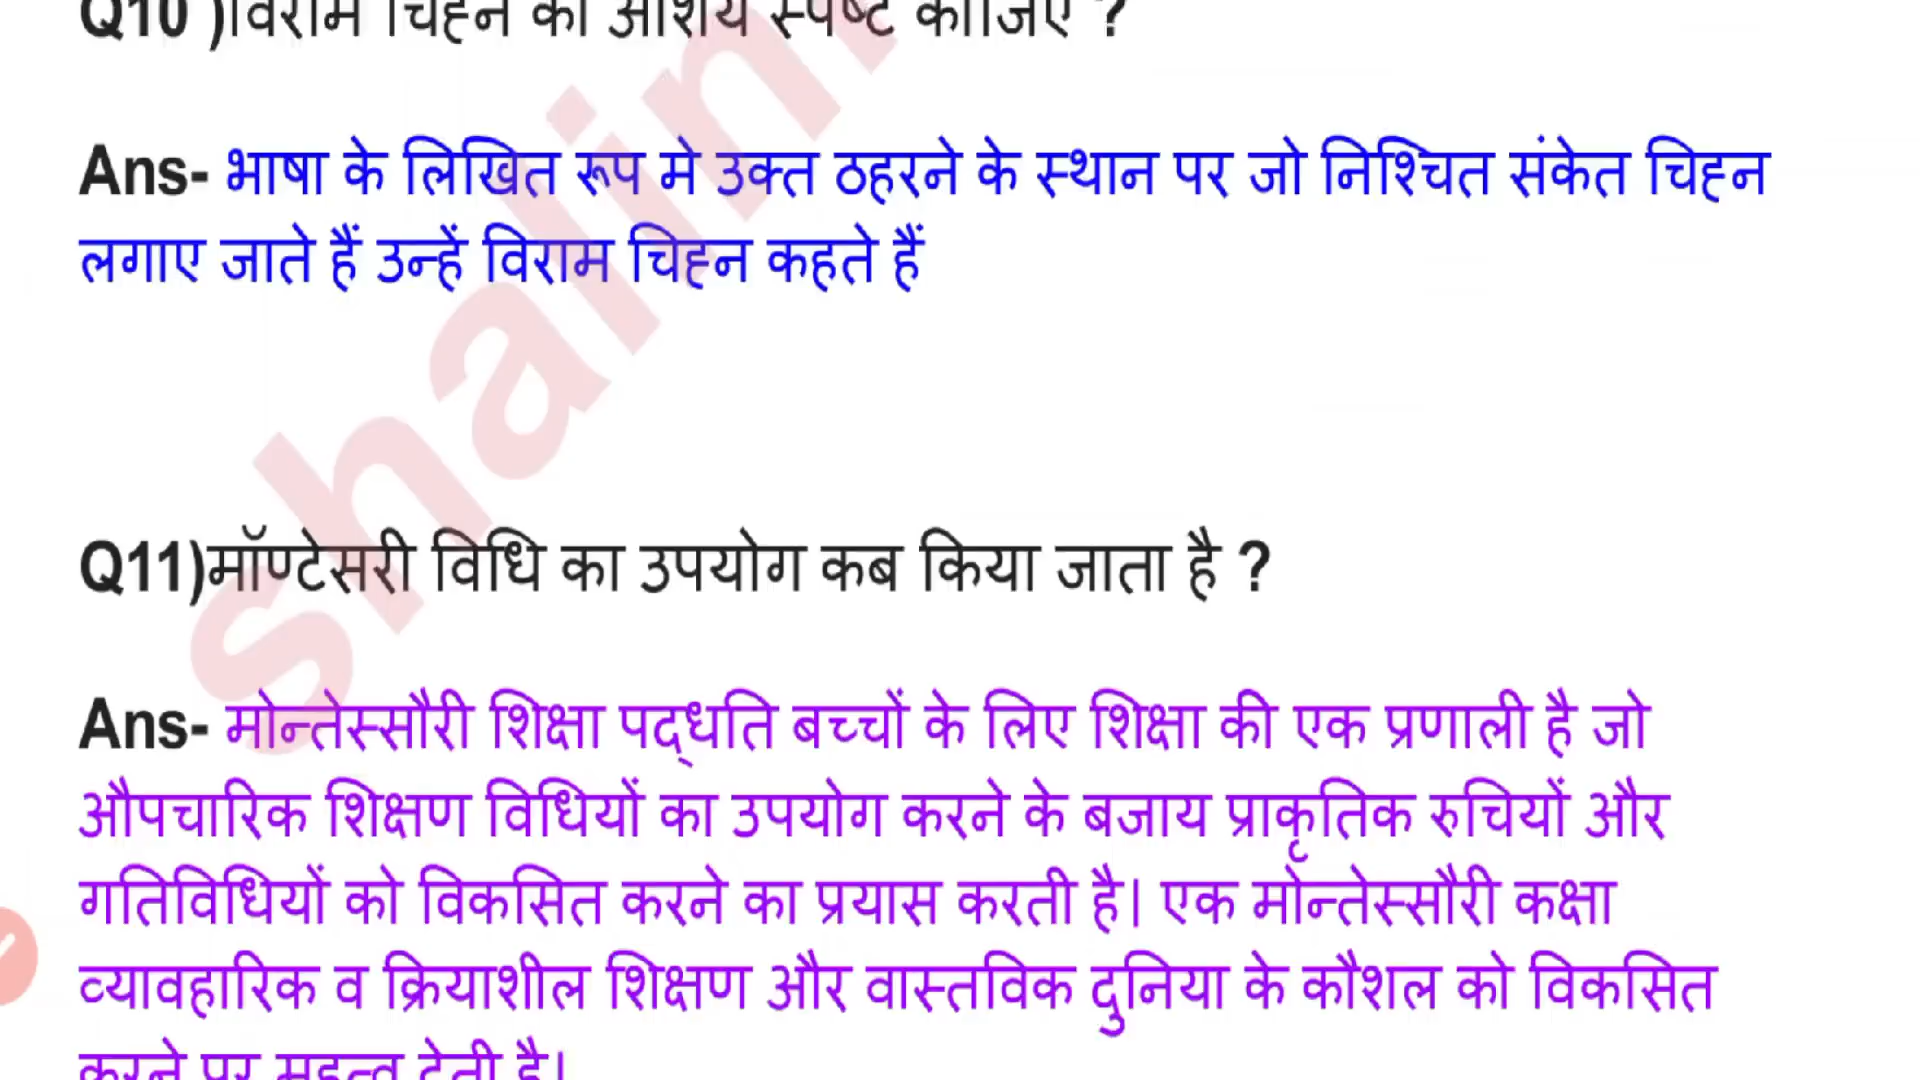 Q10 )विराम चिह्न का आशय स्पष्ट कीजिए ?
Ans- भाषा के लिखित रूप मे उक्त ठहरने के स्थान पर जो निश्चित संकेत चिह्न
लगाए जाते हैं उन्हें विराम चिह्न कहते हैं
Q11)मॉण्टेसरी विधि का उपयोग कब किया जाता है ?
Ans- मोन्तेस्सौरी शिक्षा पद्धति बच्चों के लिए शिक्षा की एक प्रणाली है जो
औपचारिक शिक्षण विधियों का उपयोग करने के बजाय प्राकृतिक रुचियों और
गतिविधियों को विकसित करने का प्रयास करती है। एक मोन्तेस्सौरी कक्षा
व्यावहारिक व क्रियाशील शिक्षण और वास्तविक दुनिया के कौशल को विकसित
करने पर महत्व देती है।
shalin